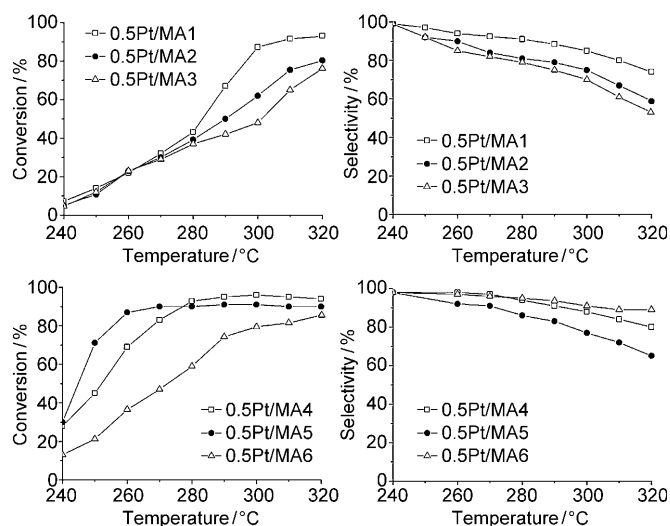 Conversion / %
100
80
60
40
20
0
0.5Pt/MA1
0.5Pt/MA2
0.5Pt/MA3
240 260 280 300 320
Temperature / °C
Selectivity / %
100
80
60
40
20
0
0.5Pt/MA1
0.5Pt/MA2
0.5Pt/MA3
240 260 280 300 320
Temperature / °C
Conversion / %
100
80
60
40
20
0
0.5Pt/MA4
0.5Pt/MA5
0.5Pt/MA6
240 260 280 300 320
Temperature / °C
Selectivity / %
100
80
60
40
20
0
0.5Pt/MA4
0.5Pt/MA5
0.5Pt/MA6
240 260 280 300 320
Temperature / °C